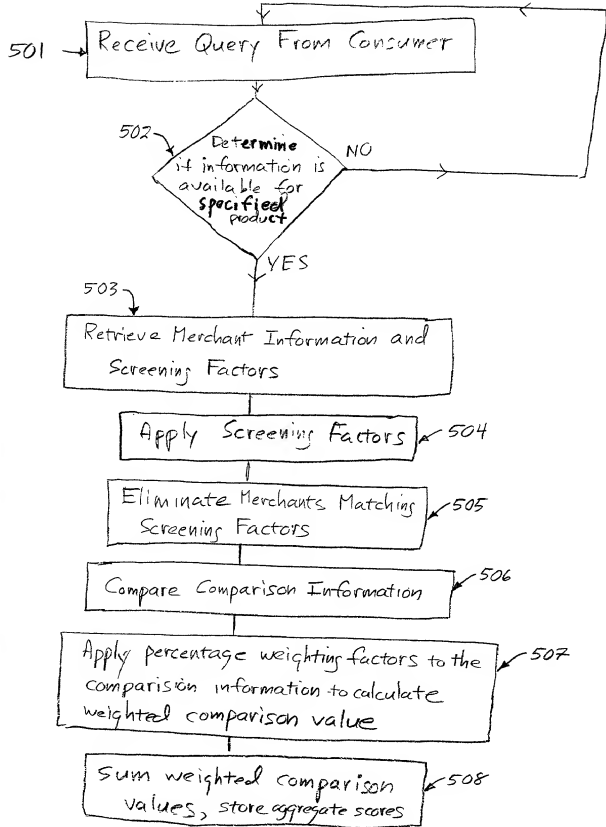 501
Receive Query From Consumer
502
Determine
if information is
available for
specified
product
NO
YES
503
Retrieve Merchant Information and
Screening Factors
Apply Screening Factors
504
Eliminate Merchants Matching
Screening Factors
505
Compare Comparison Information
506
Apply percentage weighting factors to the
comparision information to calculate
weighted comparison value
507
Sum weighted comparison
values, store aggregate scores
508